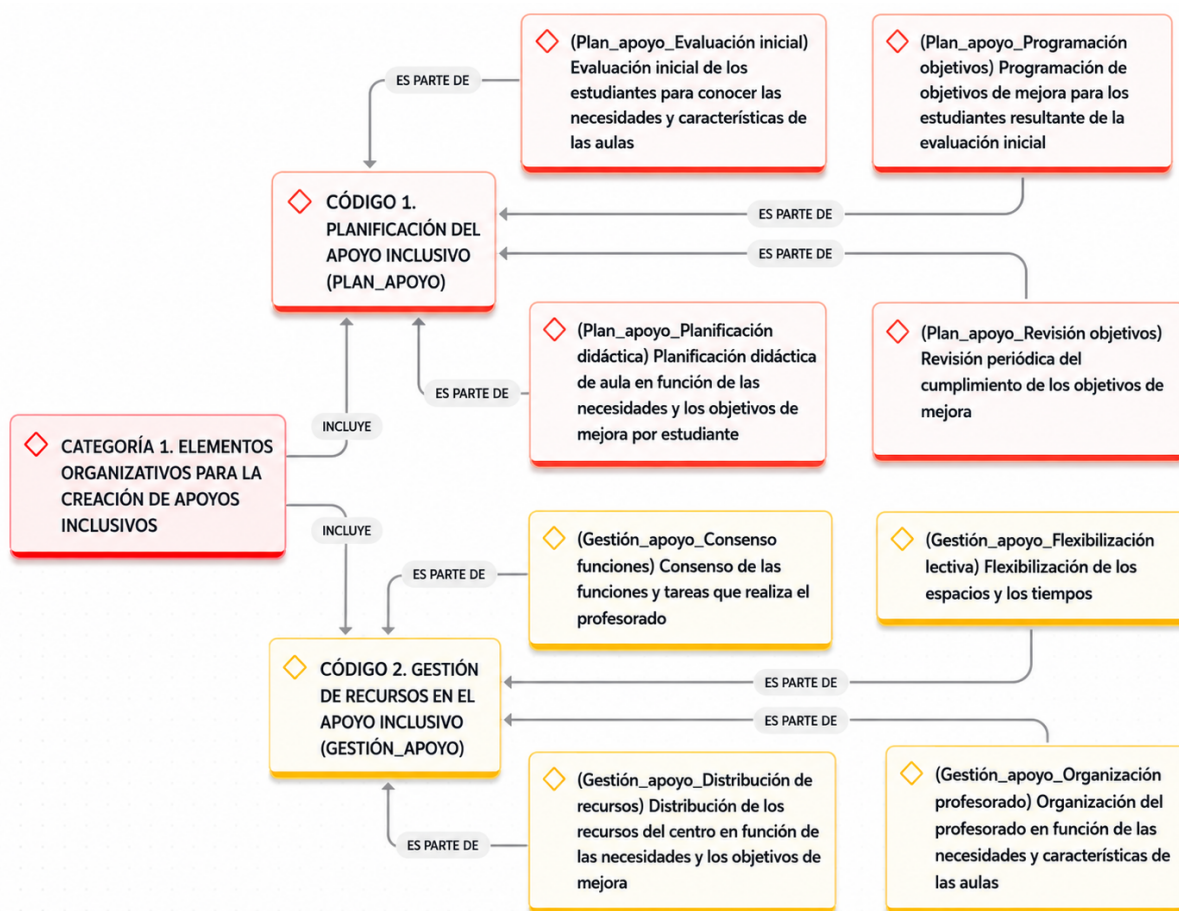 (Plan_apoyo_Evaluación inicial)
Evaluación inicial de los
estudiantes para conocer las
necesidades y características de
las aulas
(Plan_apoyo_Programación
objetivos) Programación de
objetivos de mejora para los
estudiantes resultante de la
evaluación inicial
ES PARTE DE
CÓDIGO 1.
PLANIFICACIÓN DEL
APOYO INCLUSIVO
(PLAN_APOYO)
ES PARTE DE
ES PARTE DE
(Plan_apoyo_Planificación
didáctica) Planificación didáctica
de aula en función de las
necesidades y los objetivos de
mejora por estudiante
(Plan_apoyo_Revisión objetivos)
Revisión periódica del
cumplimiento de los objetivos de
mejora
ES PARTE DE
INCLUYE
CATEGORÍA 1. ELEMENTOS
ORGANIZATIVOS PARA LA
CREACIÓN DE APOYOS
INCLUSIVOS
INCLUYE
(Gestión_apoyo_Consenso
funciones) Consenso de las
funciones y tareas que realiza el
profesorado
(Gestión_apoyo_Flexibilización
lectiva) Flexibilización de los
espacios y los tiempos
ES PARTE DE
CÓDIGO 2. GESTIÓN
DE RECURSOS EN EL
APOYO INCLUSIVO
(GESTIÓN_APOYO)
ES PARTE DE
ES PARTE DE
(Gestión_apoyo_Distribución de
recursos) Distribución de los
recursos del centro en función de
las necesidades y los objetivos de
mejora
(Gestión_apoyo_Organización
profesorado) Organización del
profesorado en función de las
necesidades y características de
las aulas
ES PARTE DE